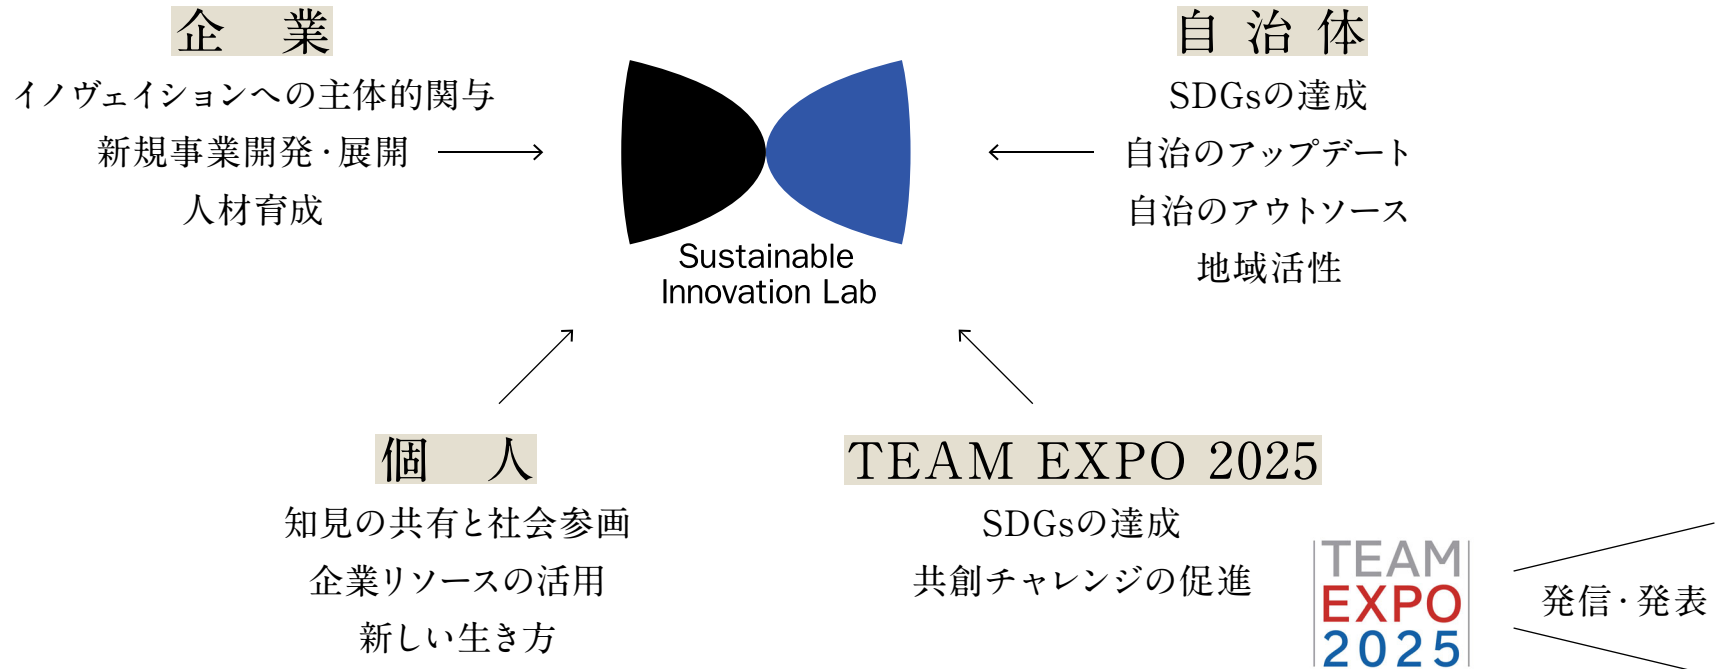 企　業
イノヴェイションへの主体的関与
新規事業開発·展開
人材育成
Sustainable
Innovation Lab
自治体
SDGsの達成
自治のアップデート
自治のアウトソース
地域活性
個　人
知見の共有と社会参画
企業リソースの活用
新しい生き方
TEAM EXPO 2025
SDGsの達成
共創チャレンジの促進
TEAM
EXPO
2025
発信·発表